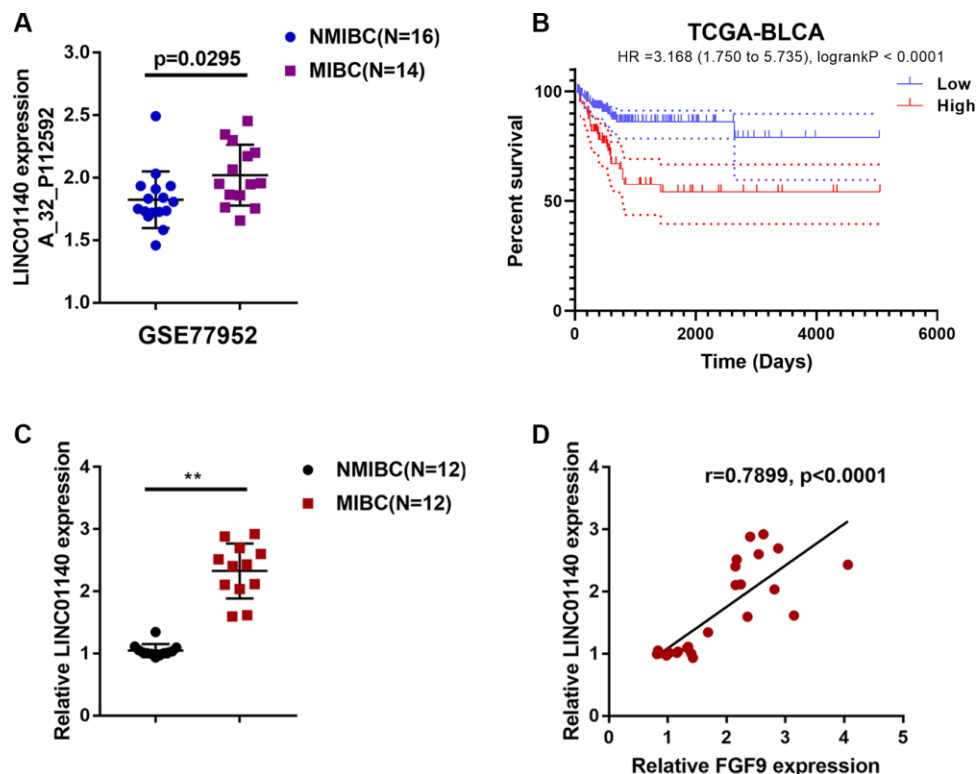 A
NMIBC(N=16)
MIBC(N=14)
p=0.0295
LINC01140 expression
A_32_P112592
3.0
2.5
2.0
1.5
1.0
GSE77952
B
TCGA-BLCA
HR =3.168 (1.750 to 5.735), logrankP < 0.0001
Low
High
Percent survival
100
50
0
0 2000 4000 6000
Time (Days)
C
NMIBC(N=12)
MIBC(N=12)
**
Relative LINC01140 expression
4
3
2
1
0
D
r=0.7899, p<0.0001
Relative LINC01140 expression
4
3
2
1
0
0 1 2 3 4 5
Relative FGF9 expression